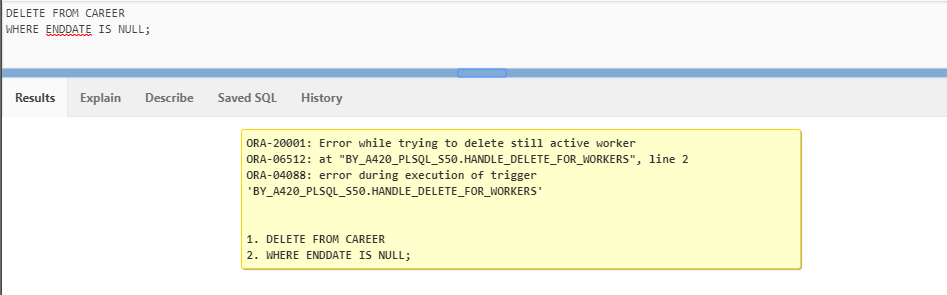 DELETE FROM CAREER
WHERE ENDDATE IS NULL;
Results Explain Describe Saved SQL History
ORA-20001: Error while trying to delete still active worker
ORA-06512: at "BY_A420_PLSQL_S50.HANDLE_DELETE_FOR_WORKERS", line 2
ORA-04088: error during execution of trigger
'BY_A420_PLSQL_S50.HANDLE_DELETE_FOR_WORKERS'
1. DELETE FROM CAREER
2. WHERE ENDDATE IS NULL;